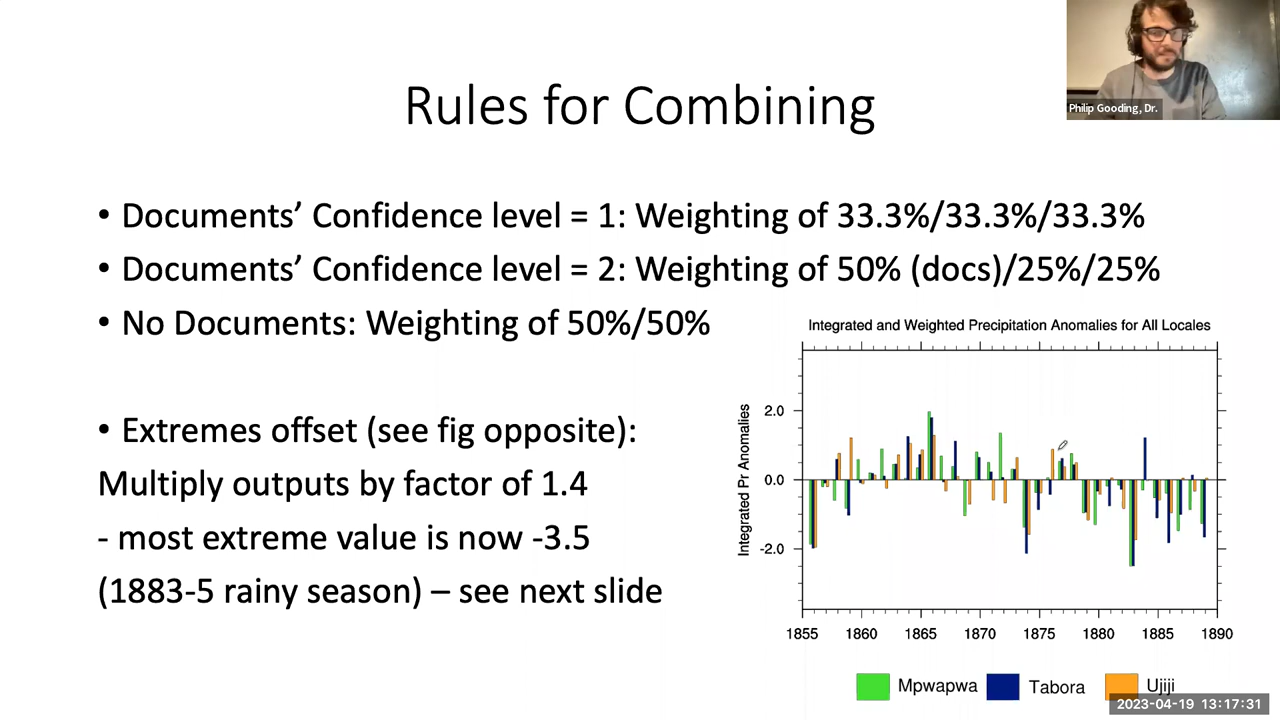 Philip Gooding, Dr.
Rules for Combining
• Documents’ Confidence level = 1: Weighting of 33.3%/33.3%/33.3%
• Documents’ Confidence level = 2: Weighting of 50% (docs)/25%/25%
• No Documents: Weighting of 50%/50%
• Extremes offset (see fig opposite):
Multiply outputs by factor of 1.4
- most extreme value is now -3.5
(1883-5 rainy season) – see next slide
Integrated and Weighted Precipitation Anomalies for All Locales
Integrated Pr Anomalies
2.0
0.0
-2.0
1855 1860 1865 1870 1875 1880 1885 1890
Mpwapwa Tabora Ujiji
2023-04-19 13:17:31